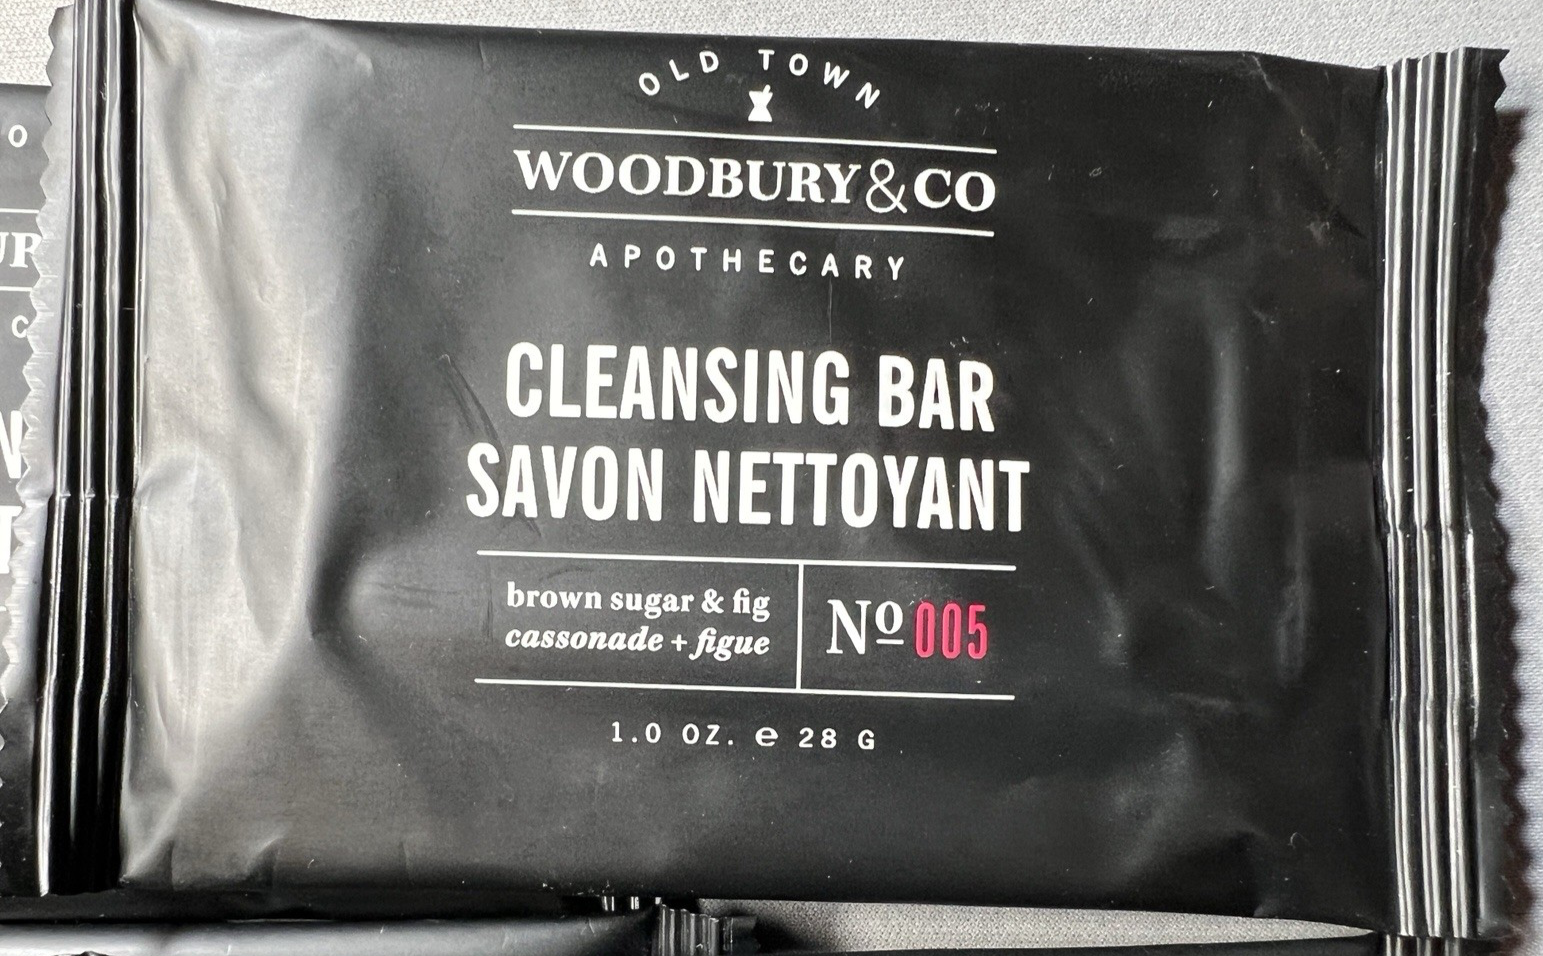 OLD TOWN
WOODBURY&CO
APOTHECARY
CLEANSING BAR
SAVON NETTOYANT
brown sugar & fig
cassonade + figue
Nº 005
1.0 OZ. e 28 G